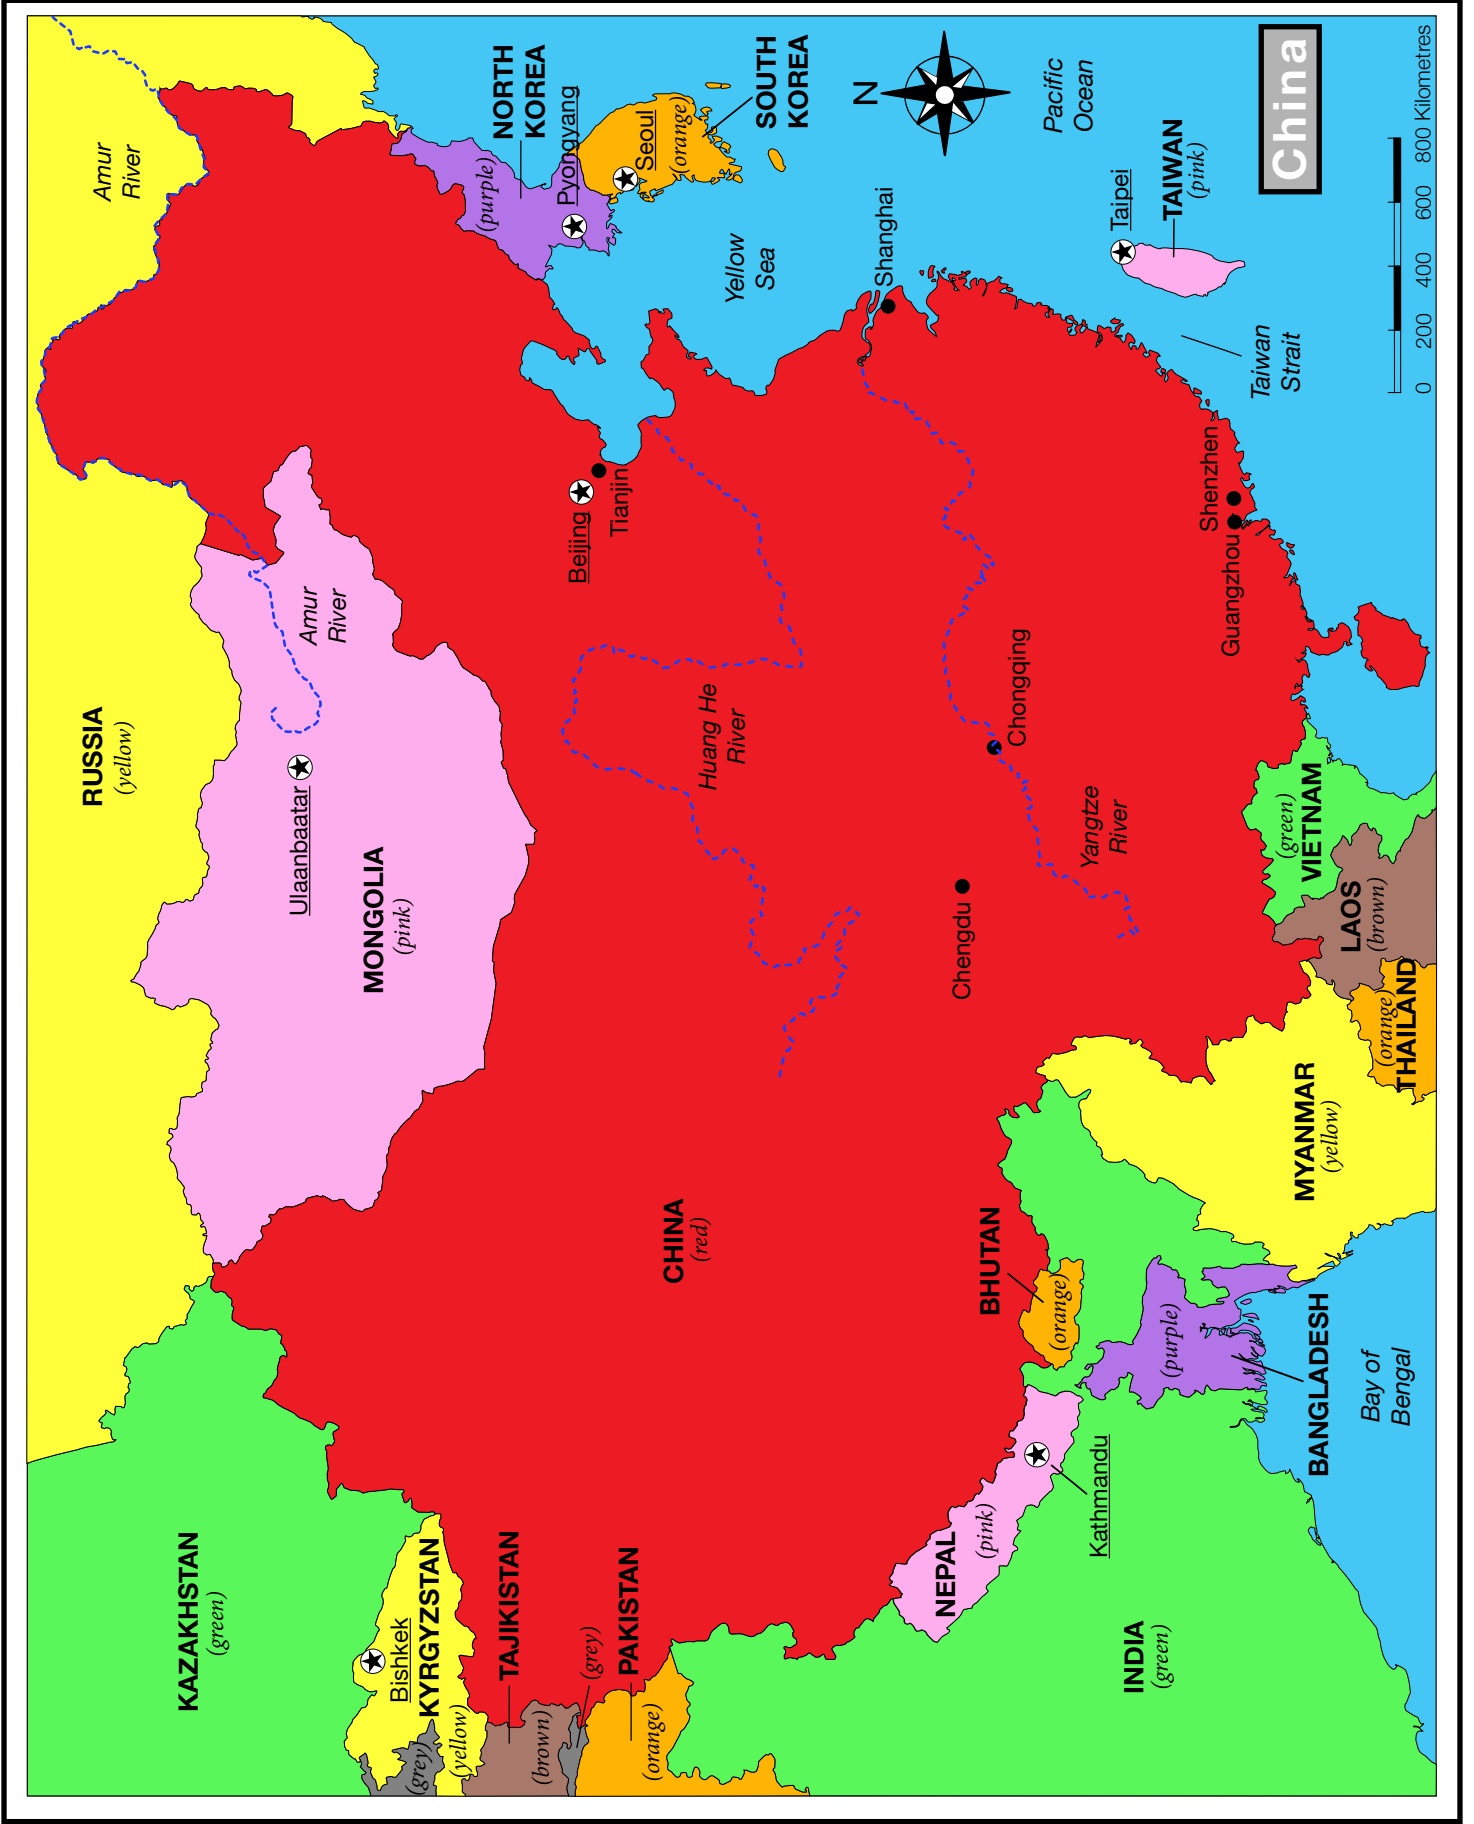 RUSSIA
(yellow)
Amur
River
KAZAKHSTAN
(green)
Ulaanbaatar
Amur
River
MONGOLIA
(pink)
Bishkek
KYRGYZSTAN
(grey)
(yellow)
(purple)
NORTH
KOREA
TAJIKISTAN
(brown)
Pyongyang
Beijing
Tianjin
(grey)
PAKISTAN
(orange)
Seoul
(orange)
SOUTH
KOREA
CHINA
(red)
Huang He
River
Yellow
Sea
N
Shanghai
NEPAL
(pink)
Chengdu
BHUTAN
(orange)
Chongqing
Pacific
Ocean
Kathmandu
Yangtze
River
Taipei
TAIWAN
(pink)
INDIA
(green)
(purple)
Guangzhou
Shenzhen
Taiwan
Strait
China
(green)
VIETNAM
MYANMAR
(yellow)
BANGLADESH
LAOS
(brown)
Bay of
Bengal
(orange)
THAILAND
0 200 400 600 800 Kilometres